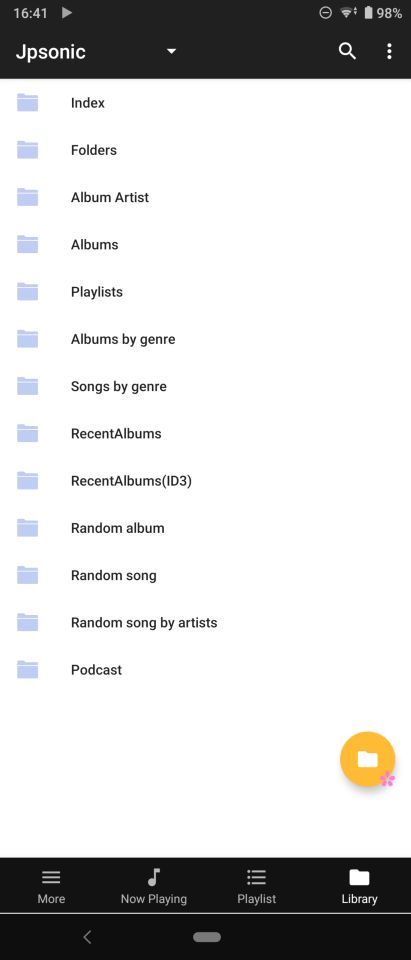 16:41
98%
Jpsonic
Index
Folders
Album Artist
Albums
Playlists
Albums by genre
Songs by genre
RecentAlbums
RecentAlbums(ID3)
Random album
Random song
Random song by artists
Podcast
More
Now Playing
Playlist
Library